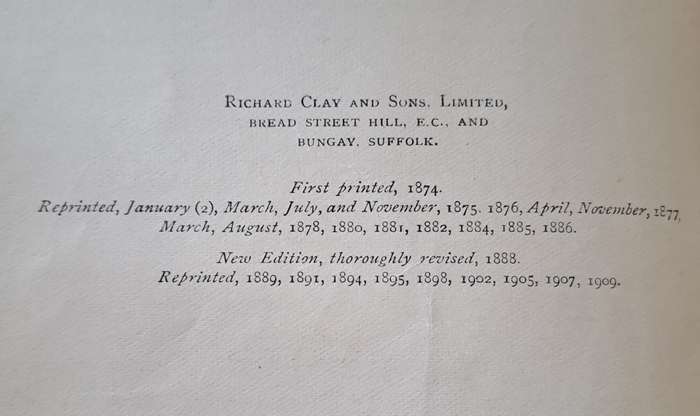 RICHARD CLAY AND SONS, LIMITED,
BREAD STREET HILL, E.C., AND
BUNGAY, SUFFOLK.
First printed, 1874.
Reprinted, January (2), March, July, and November, 1875. 1876, April, November, 1877,
March, August, 1878, 1880, 1881, 1882, 1884, 1885, 1886.
New Edition, thoroughly revised, 1888.
Reprinted, 1889, 1891, 1894, 1895, 1898, 1902, 1905, 1907, 1909.